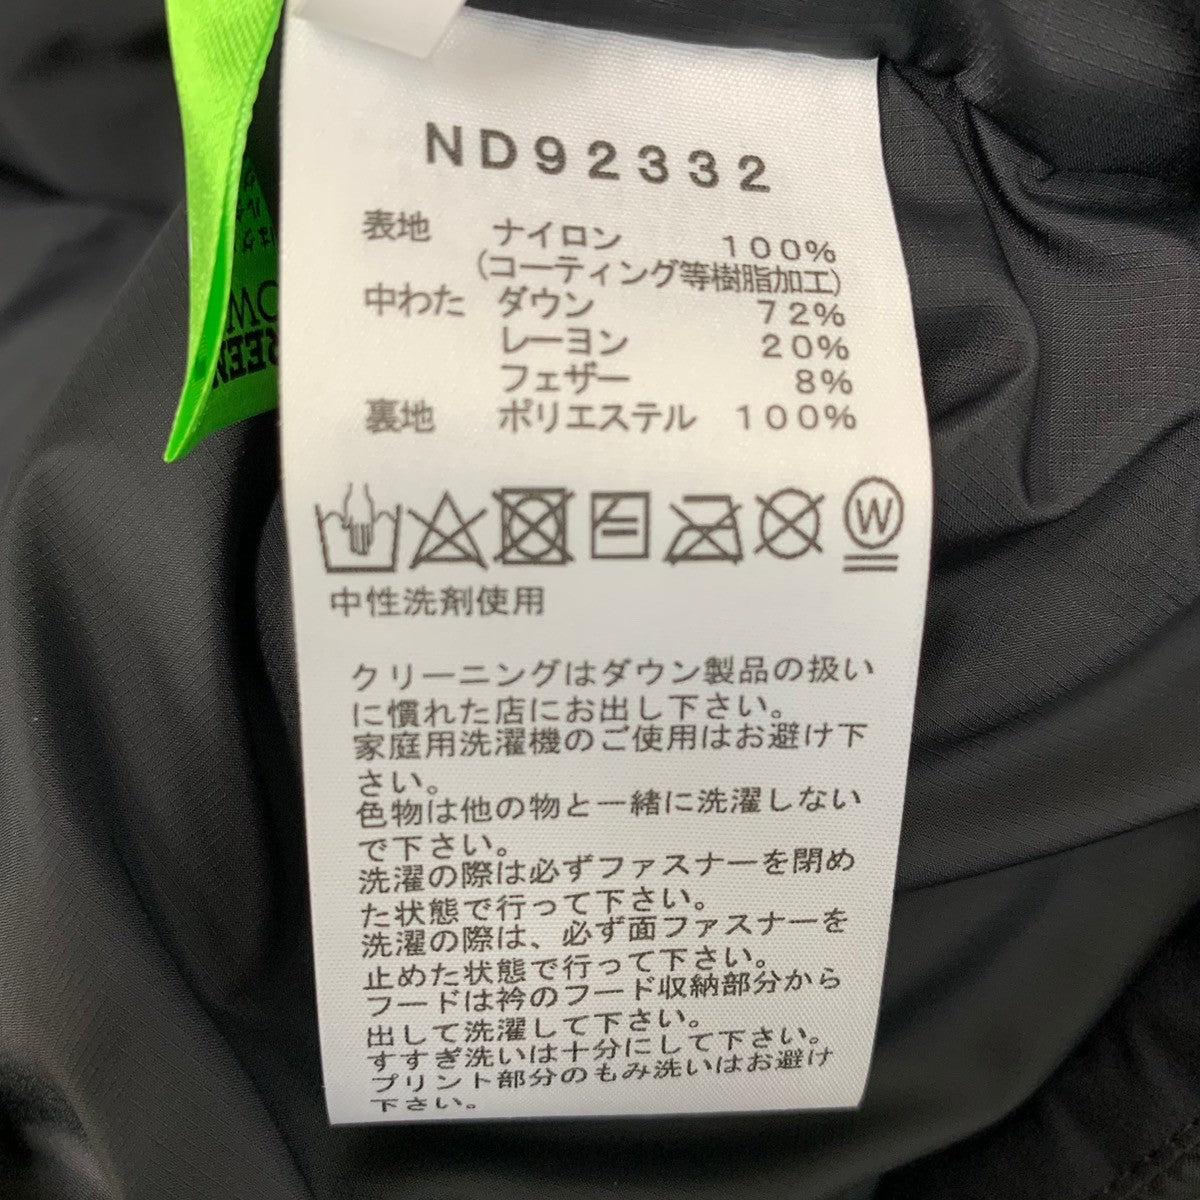 ND92332
表地 ナイロン 100%
(コーティング等樹脂加工)
中わた ダウン 72%
レーヨン 20%
フェザー 8%
裏地 ポリエステル 100%
W
中性洗剤使用
クリーニングはダウン製品の扱い
に慣れた店にお出し下さい。
家庭用洗濯機のご使用はお避け下
さい。
色物は他の物と一緒に洗濯しない
で下さい。
洗濯の際は必ずファスナーを閉め
た状態で行って下さい。
洗濯の際は、必ず面ファスナーを
止めた状態で行って下さい。
フードは衿のフード収納部分から
出して洗濯して下さい。
すすぎ洗いは十分にして下さい。
プリント部分のもみ洗いはお避け
下さい。